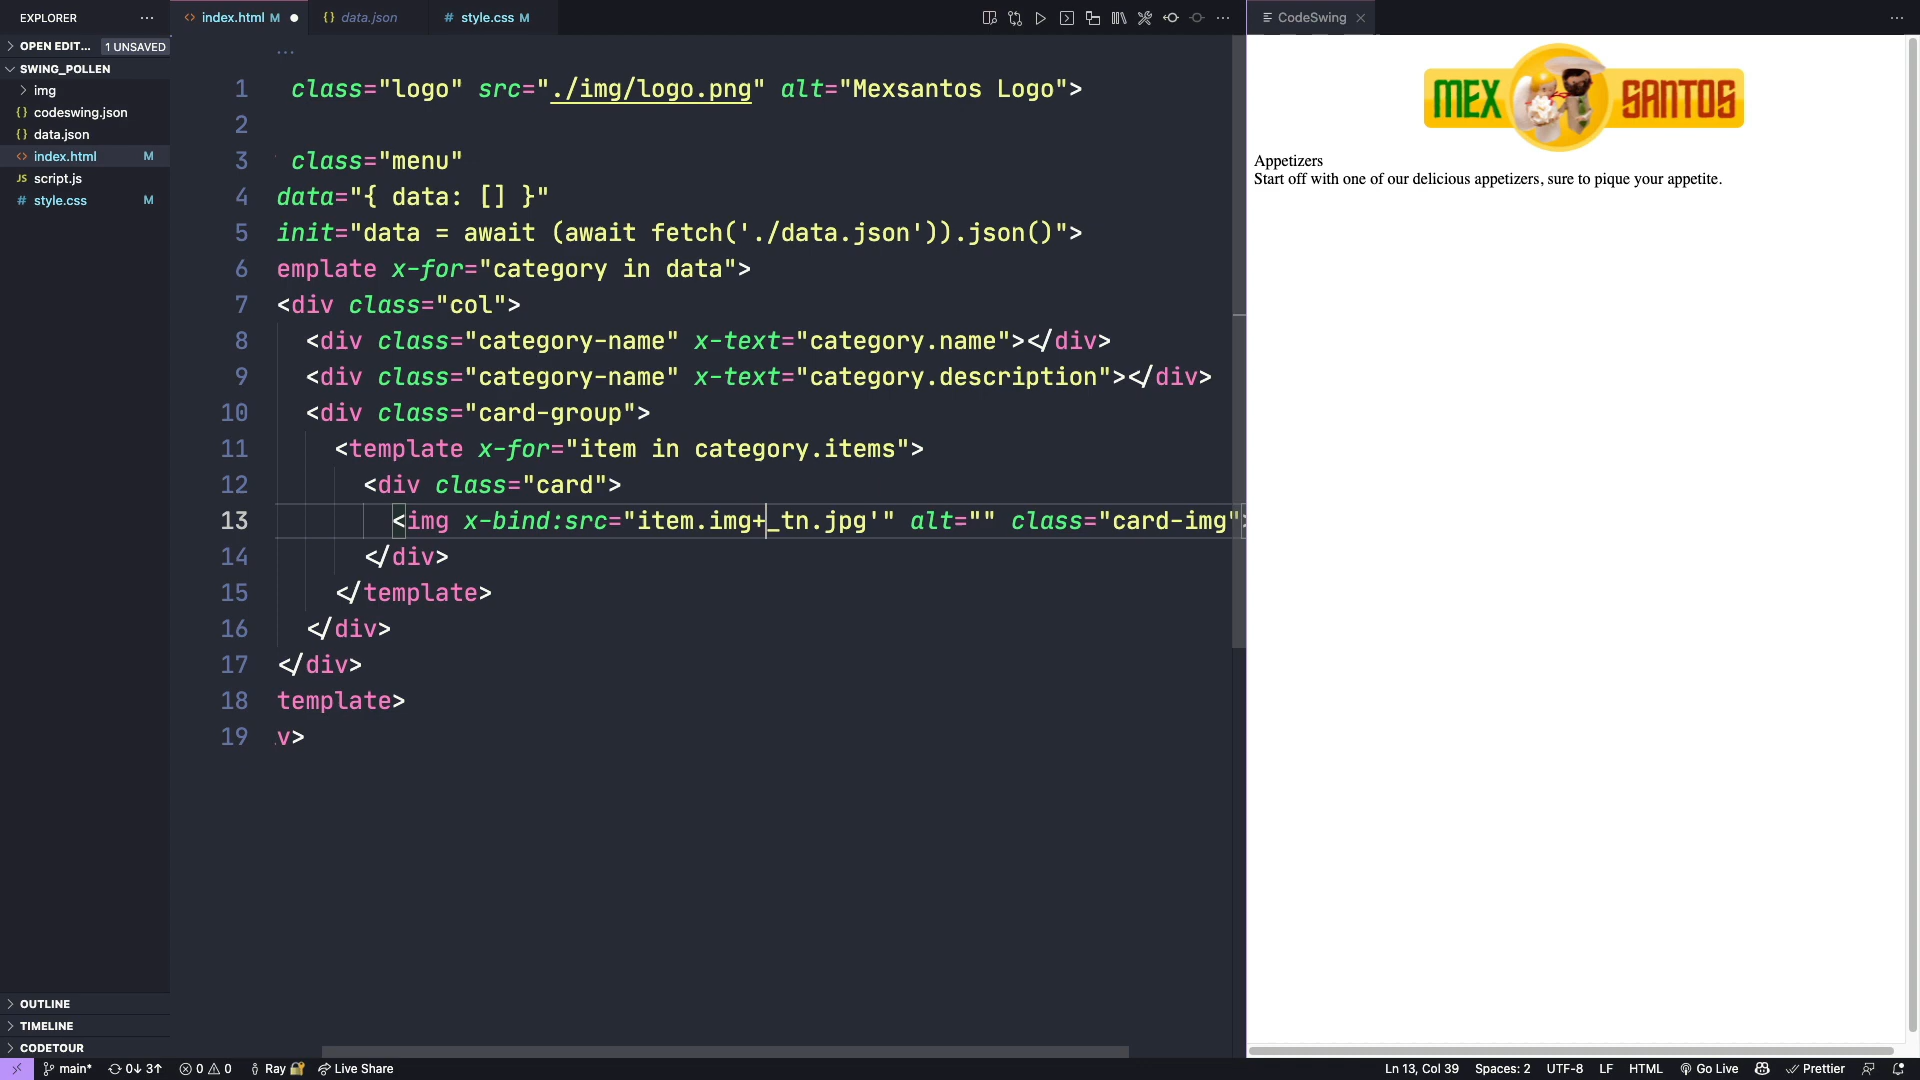 EXPLORER
OPEN EDIT... 1 UNSAVED
SWING_POLLEN
img
codeswing.json
data.json
index.html M
JS script.js
# style.css M
OUTLINE
TIMELINE
CODETOUR
index.html M
data.json
# style.css M
...
1 class="logo" src="./img/logo.png" alt="Mexsantos Logo">
2
3 class="menu"
4 data="{ data: [] }"
5 init="data = await (await fetch('./data.json')).json()">
6 emplate x-for="category in data">
7 <div class="col">
8 <div class="category-name" x-text="category.name"></div>
9 <div class="category-name" x-text="category.description"></div>
10 <div class="card-group">
11 <template x-for="item in category.items">
12 <div class="card">
13 <img x-bind:src="item.img+_tn.jpg'" alt="" class="card-img">
14 </div>
15 </template>
16 </div>
17 </div>
18 template>
19 v>
CodeSwing
MEX SANTOS
Appetizers
Start off with one of our delicious appetizers, sure to pique your appetite.
main* 0↓ 3↑ 0 0 Ray Live Share
Ln 13, Col 39 Spaces: 2 UTF-8 LF HTML Go Live Prettier